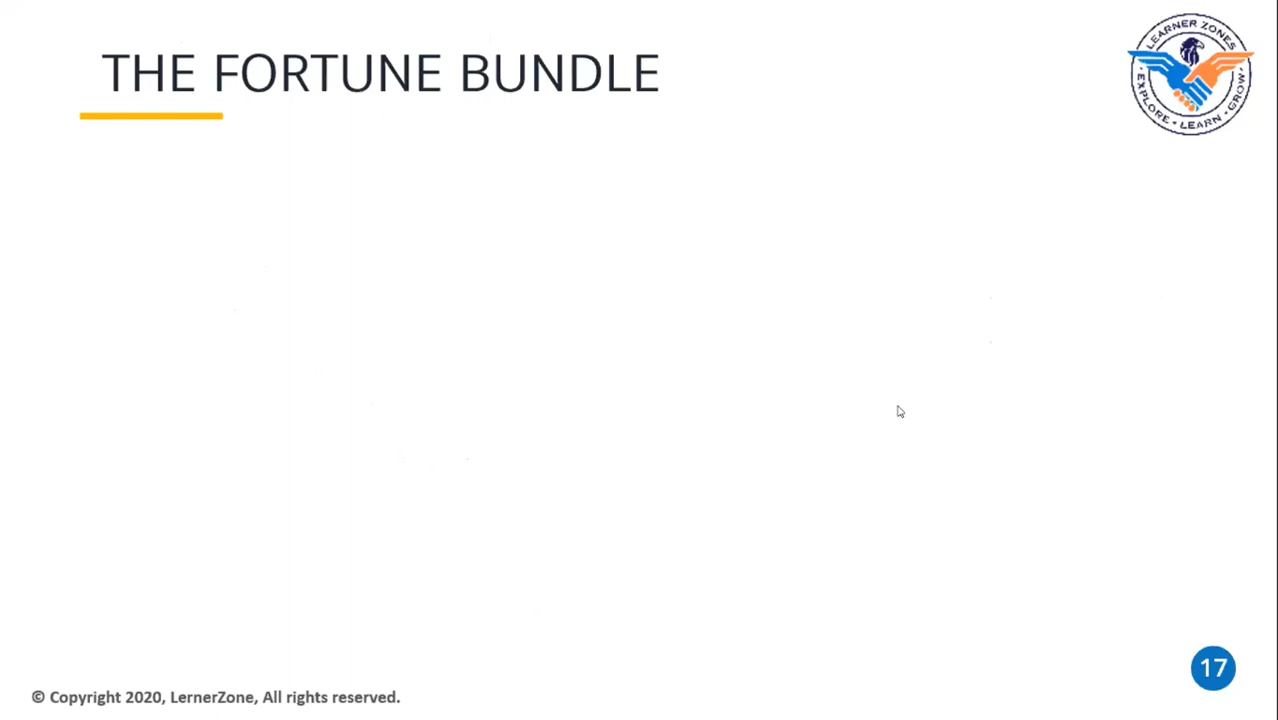 THE FORTUNE BUNDLE
LEARNER ZONES
EXPLORE • LEARN • GROW
17
© Copyright 2020, LernerZone, All rights reserved.